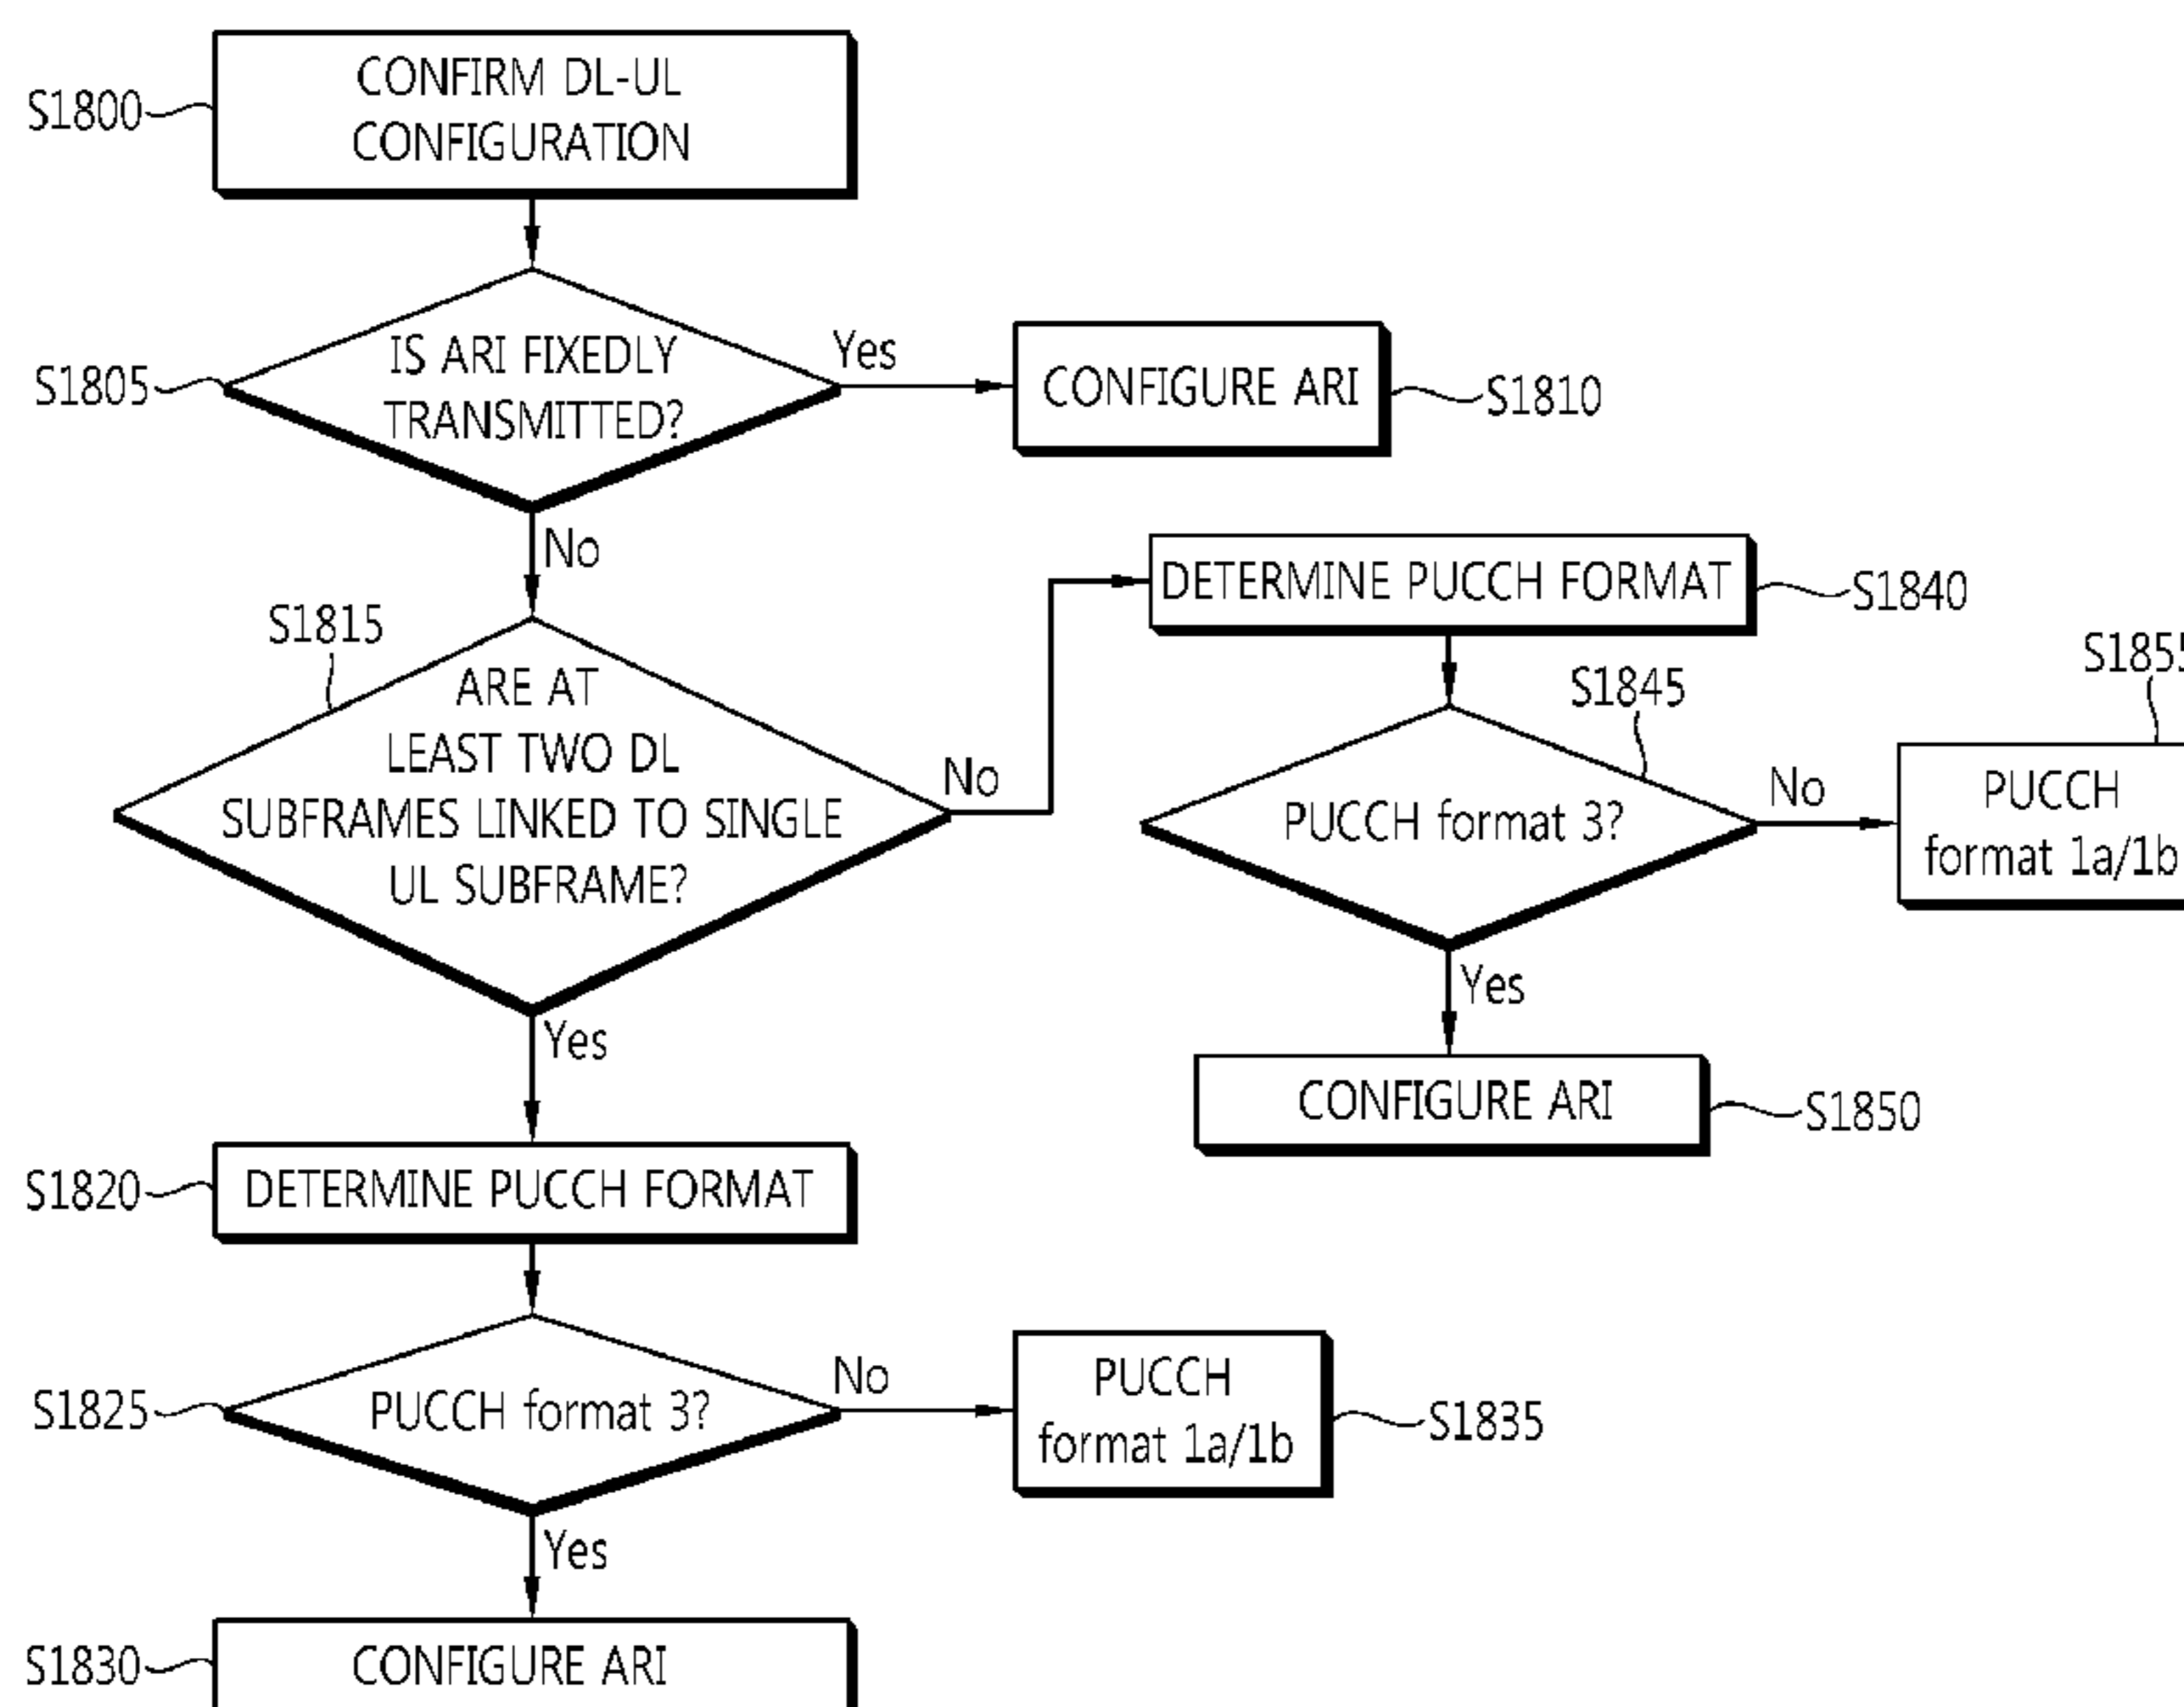 S1800
CONFIRM DL-UL
CONFIGURATION
S1805
IS ARI FIXEDLY
TRANSMITTED?
Yes
CONFIGURE ARI
S1810
No
S1815
ARE AT
LEAST TWO DL
SUBFRAMES LINKED TO SINGLE
UL SUBFRAME?
No
DETERMINE PUCCH FORMAT
S1840
S1845
PUCCH format 3?
No
S1855
PUCCH
format 1a/1b
Yes
CONFIGURE ARI
S1850
Yes
S1820
DETERMINE PUCCH FORMAT
S1825
PUCCH format 3?
No
PUCCH
format 1a/1b
S1835
Yes
S1830
CONFIGURE ARI